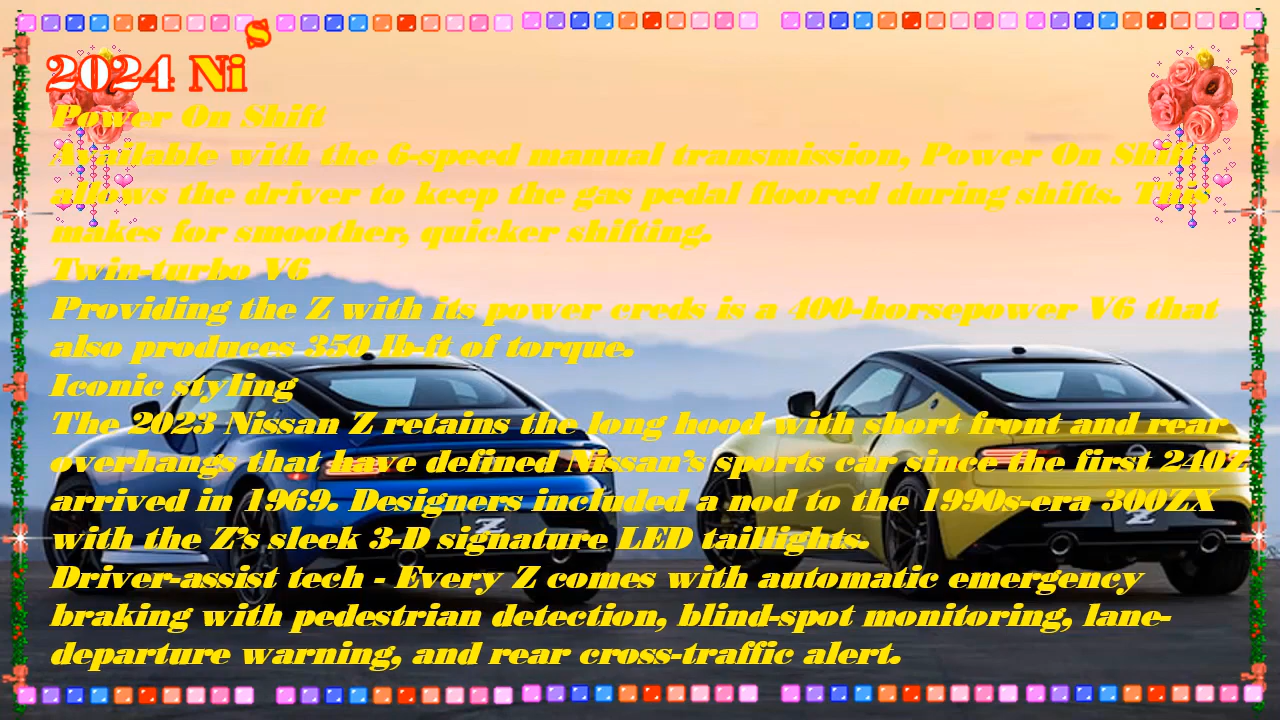 2024 Nis
Power On Shift
Available with the 6-speed manual transmission, Power On Shift
allows the driver to keep the gas pedal floored during shifts. This
makes for smoother, quicker shifting.
Twin-turbo V6
Providing the Z with its power creds is a 400-horsepower V6 that
also produces 350 lb-ft of torque.
Iconic styling
The 2023 Nissan Z retains the long hood with short front and rear
overhangs that have defined Nissan's sports car since the first 240Z
arrived in 1969. Designers included a nod to the 1990s-era 300ZX
with the Z's sleek 3-D signature LED taillights.
Driver-assist tech - Every Z comes with automatic emergency
braking with pedestrian detection, blind-spot monitoring, lane-
departure warning, and rear cross-traffic alert.
Z
Z